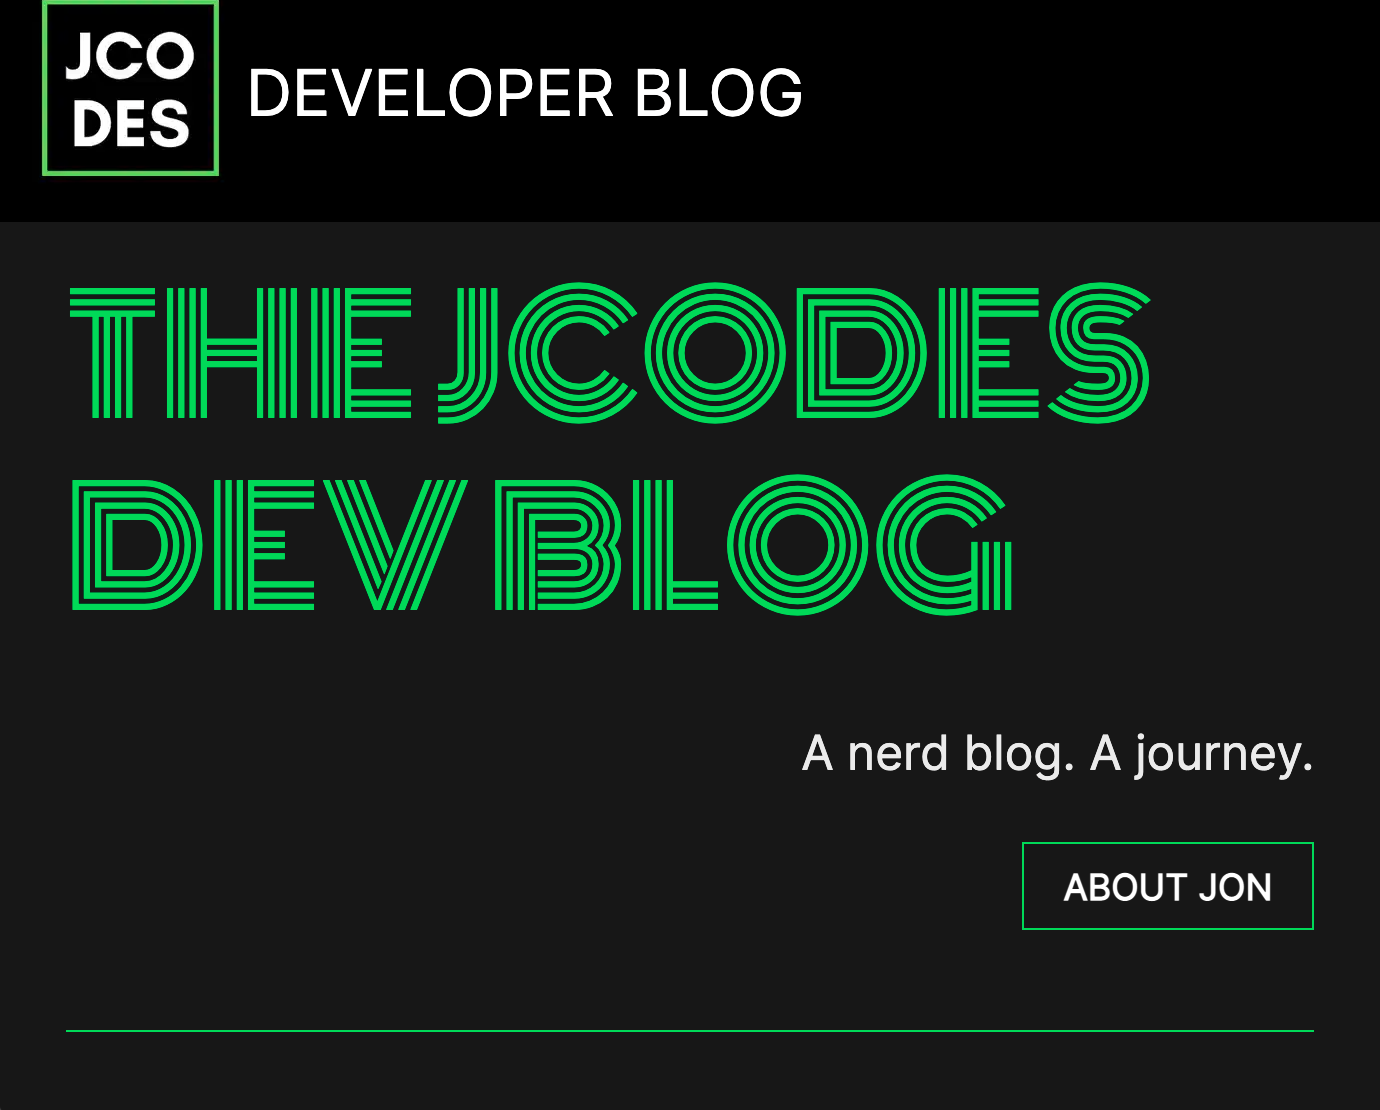 JCO
DES
DEVELOPER BLOG
THE JCODES
DEV BLOG
A nerd blog. A journey.
ABOUT JON